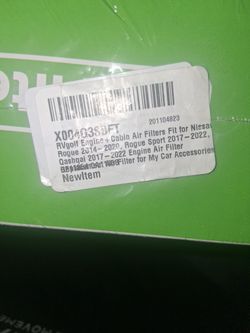 ite
201104823
RVgolf Engine + Cabin Air Filters Fit for Nissan
Rogue 2014-2020, Rogue Sport 2017-2022,
Qashqai 2017-2022 Engine Air Filter
Filter for My Car Accessories
NewItem